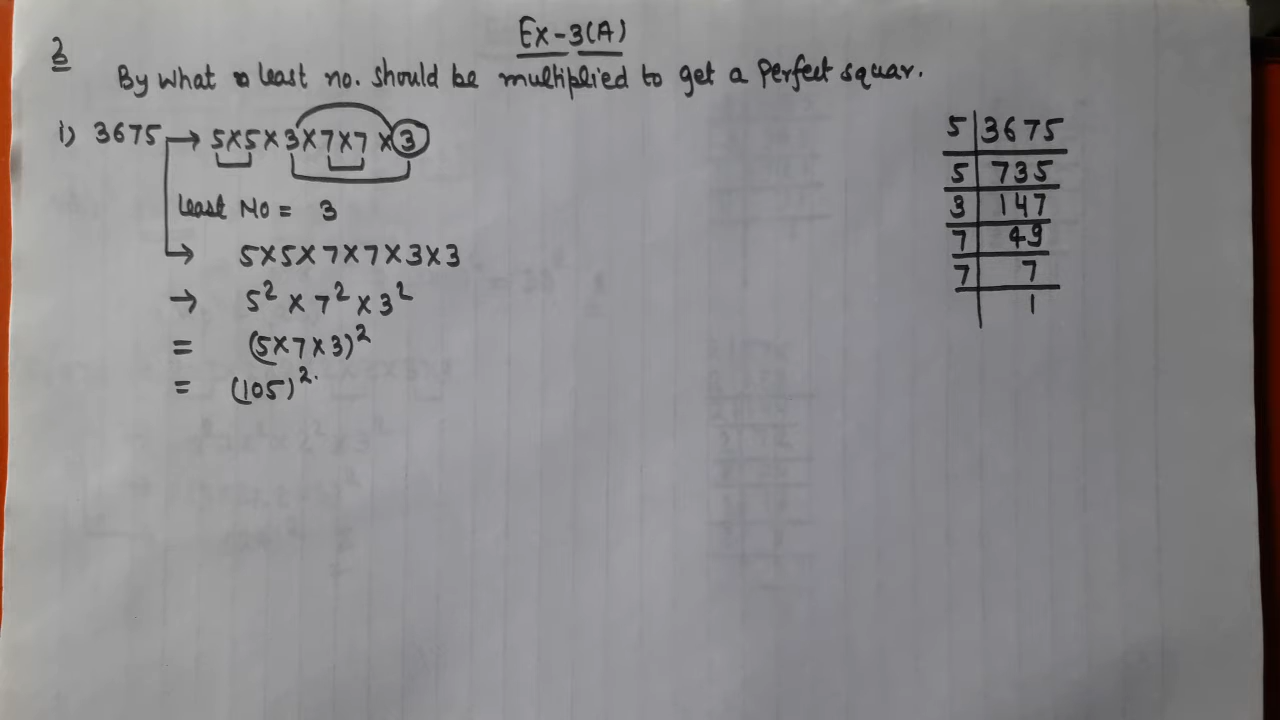 Ex-3(A)
3
By what least no. should be multiplied to get a perfect squar.
i) 3675 → 5×5×3×7×7×3
Least No = 3
→ 5×5×7×7×3×3
→ 5² × 7² × 3²
= (5×7×3)²
= (105)².
5 | 3675
5 | 735
3 | 147
7 | 49
7 | 7
| 1